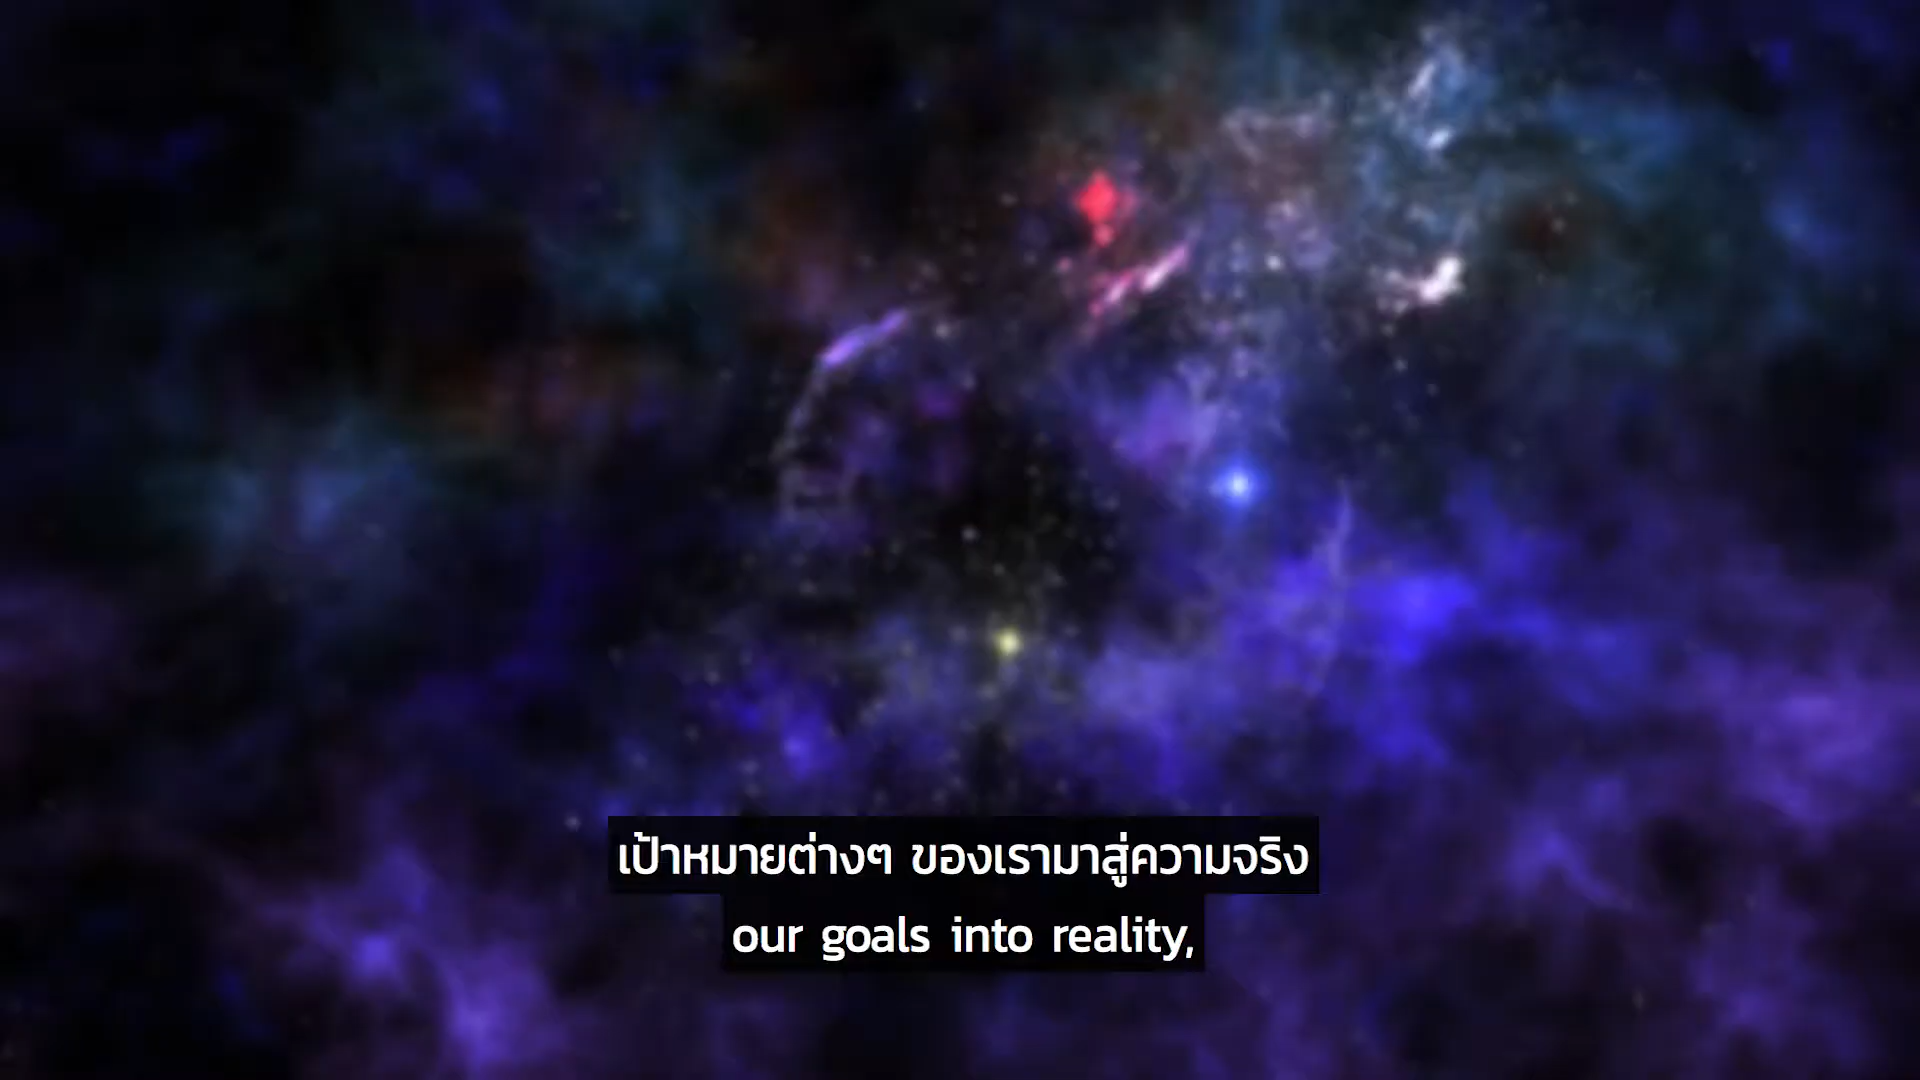 เป้าหมายต่างๆ ของเรามาสู่ความจริง
our goals into reality,